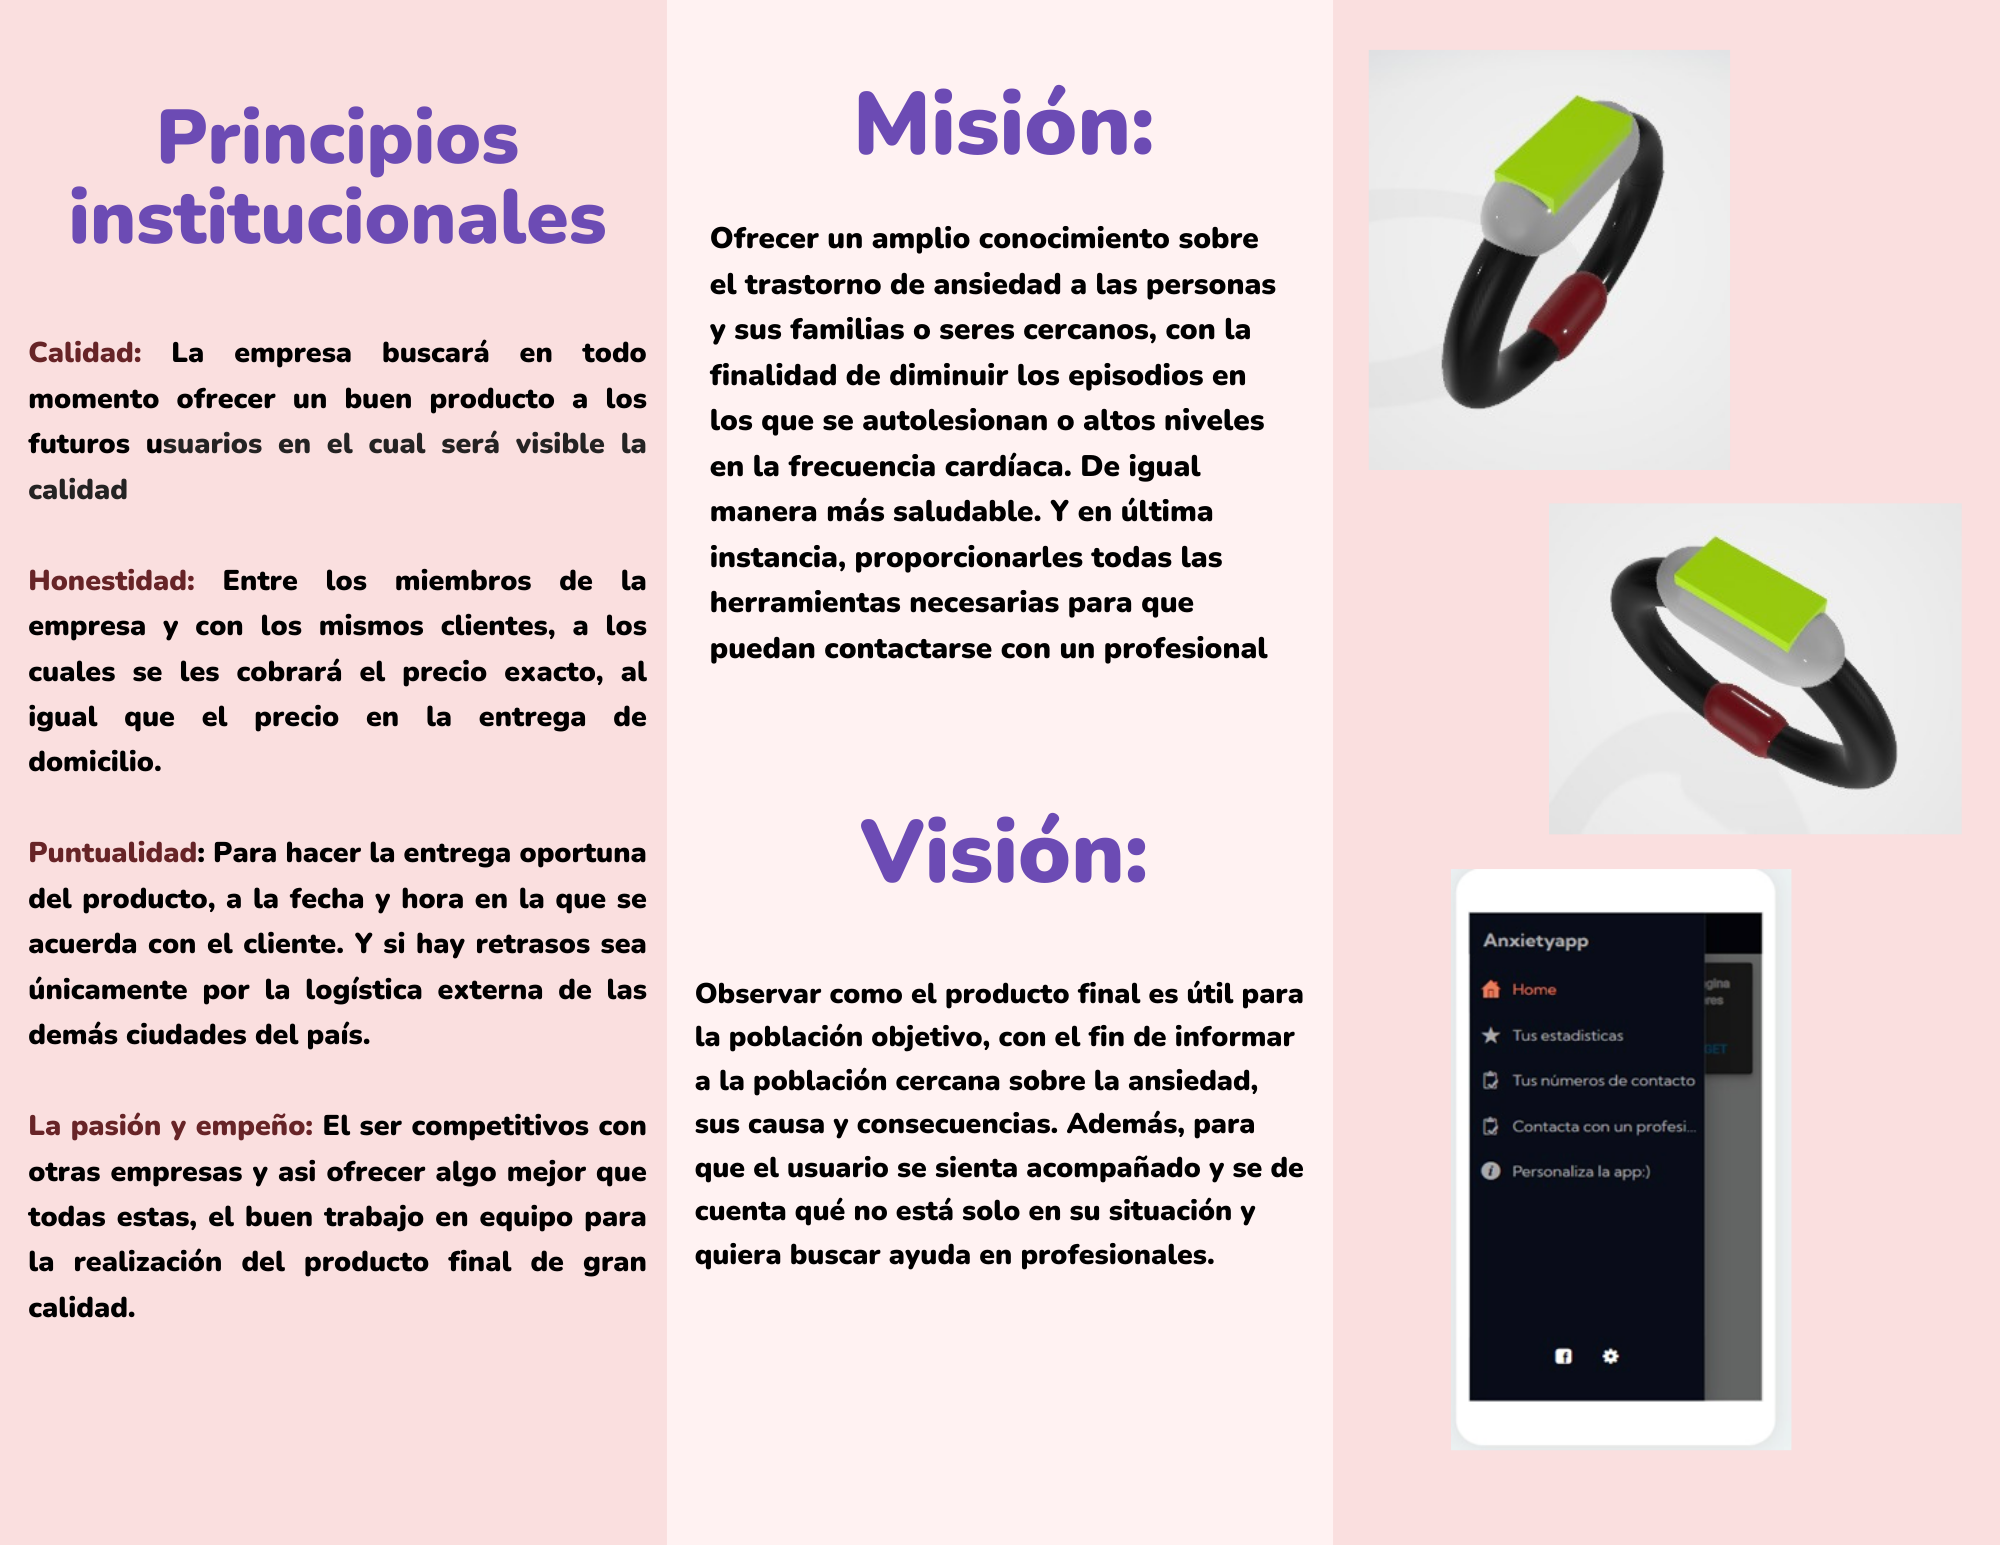 Principios
institucionales
Calidad: La empresa buscará en todo
momento ofrecer un buen producto a los
futuros usuarios en el cual será visible la
calidad
Honestidad: Entre los miembros de la
empresa y con los mismos clientes, a los
cuales se les cobrará el precio exacto, al
igual que el precio en la entrega de
domicilio.
Puntualidad: Para hacer la entrega oportuna
del producto, a la fecha y hora en la que se
acuerda con el cliente. Y si hay retrasos sea
únicamente por la logística externa de las
demás ciudades del país.
La pasión y empeño: El ser competitivos con
otras empresas y asi ofrecer algo mejor que
todas estas, el buen trabajo en equipo para
la realización del producto final de gran
calidad.
Misión:
Ofrecer un amplio conocimiento sobre
el trastorno de ansiedad a las personas
y sus familias o seres cercanos, con la
finalidad de diminuir los episodios en
los que se autolesionan o altos niveles
en la frecuencia cardíaca. De igual
manera más saludable. Y en última
instancia, proporcionarles todas las
herramientas necesarias para que
puedan contactarse con un profesional
Visión:
Observar como el producto final es útil para
la población objetivo, con el fin de informar
a la población cercana sobre la ansiedad,
sus causa y consecuencias. Además, para
que el usuario se sienta acompañado y se de
cuenta qué no está solo en su situación y
quiera buscar ayuda en profesionales.
Anxietyapp
Home
Tus estadisticas
Tus números de contacto
Contacta con un profesi...
Personaliza la app:)